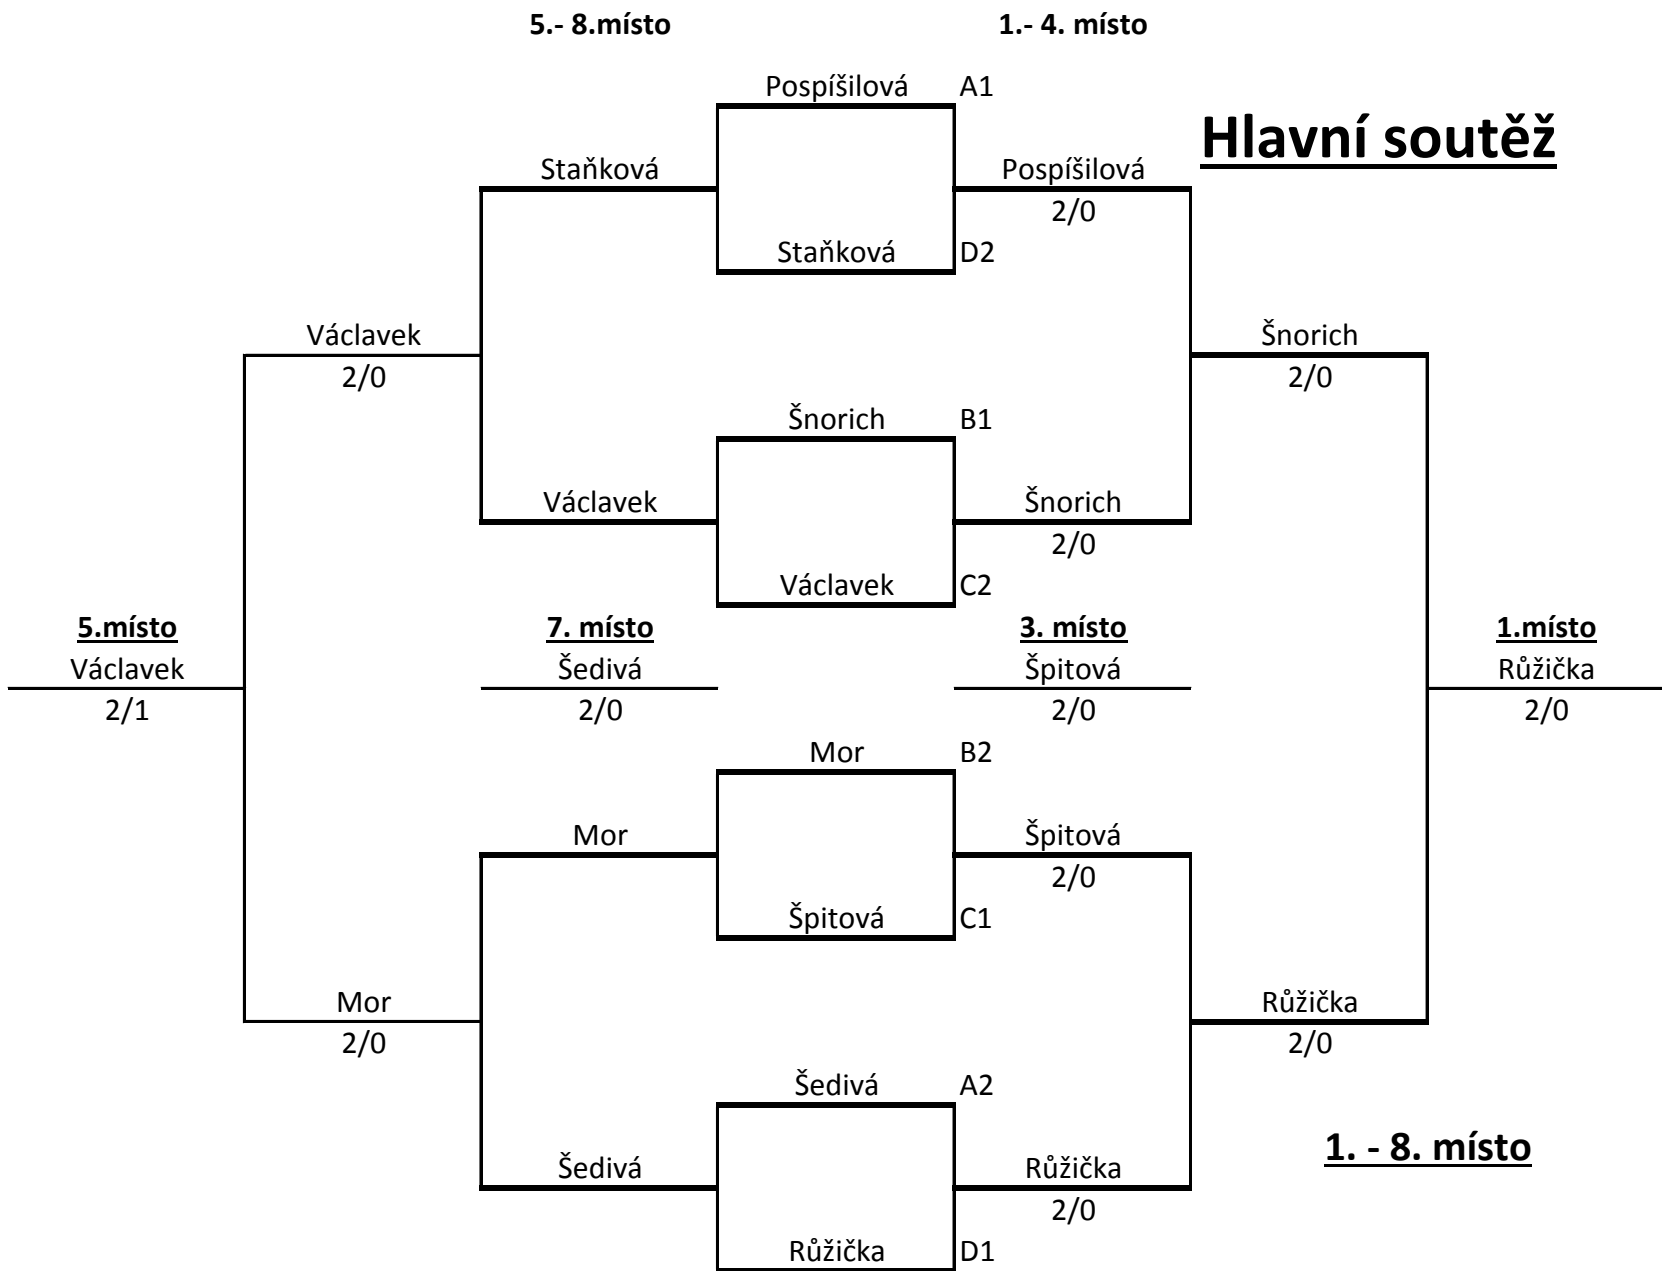 5.- 8.místo 1.- 4. místo
Pospíšilová A1
Hlavní soutěž
Staňková Pospíšilová
2/0
Staňková D2
Václavek Šnorich
2/0 2/0
Šnorich B1
Václavek Šnorich
2/0
Václavek C2
5.místo 7. místo 3. místo 1.místo
Václavek Šedivá Špitová Růžička
2/1 2/0 2/0 2/0
Mor B2
Mor Špitová
2/0
Špitová C1
Mor Růžička
2/0 2/0
Šedivá A2
1. - 8. místo
Šedivá Růžička
2/0
Růžička D1